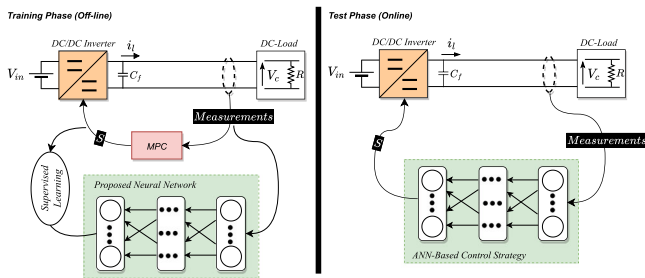 Training Phase (Off-line)
DC/DC Inverter
i_l
DC-Load
V_in
C_f
V_c
R
Measurements
S
MPC
Supervised
Learning
Proposed Neural Network
Test Phase (Online)
DC/DC Inverter
i_l
DC-Load
V_in
C_f
V_c
R
S
Measurements
ANN-Based Control Strategy